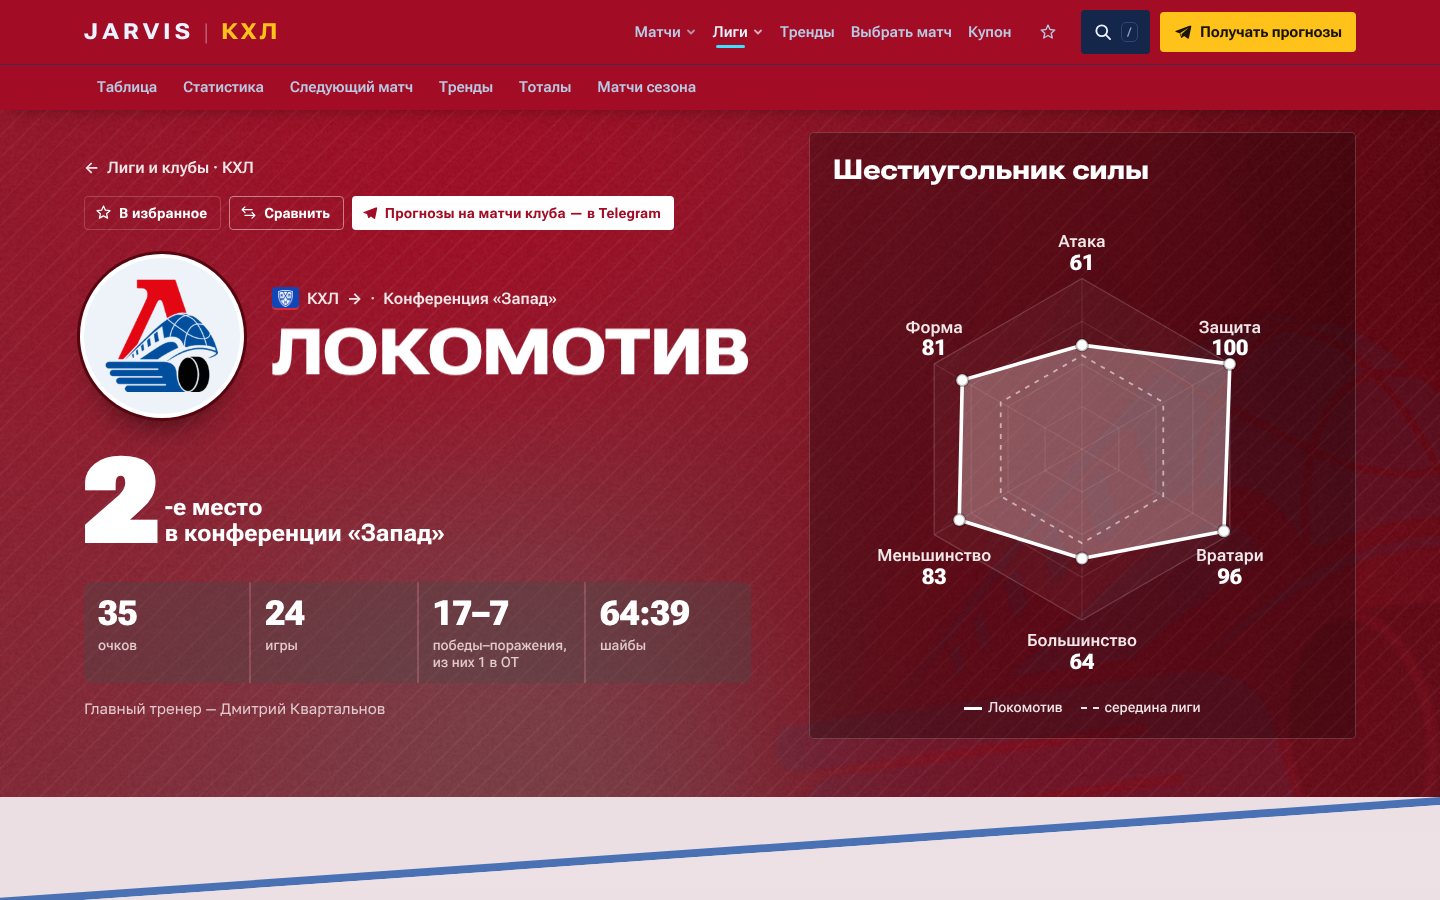 JARVIS | КХЛ
Матчи Лиги Тренды Выбрать матч Купон / Получать прогнозы
Таблица Статистика Следующий матч Тренды Тоталы Матчи сезона
← Лиги и клубы · КХЛ
В избранное Сравнить Прогнозы на матчи клуба — в Telegram
КХЛ → · Конференция «Запад»
ЛОКОМОТИВ
2 -е место
в конференции «Запад»
35
очков
24
игры
17–7
победы–поражения,
из них 1 в ОТ
64:39
шайбы
Главный тренер — Дмитрий Квартальнов
Шестиугольник силы
Атака
61
Форма
81
Защита
100
Меньшинство
83
Вратари
96
Большинство
64
Локомотив середина лиги